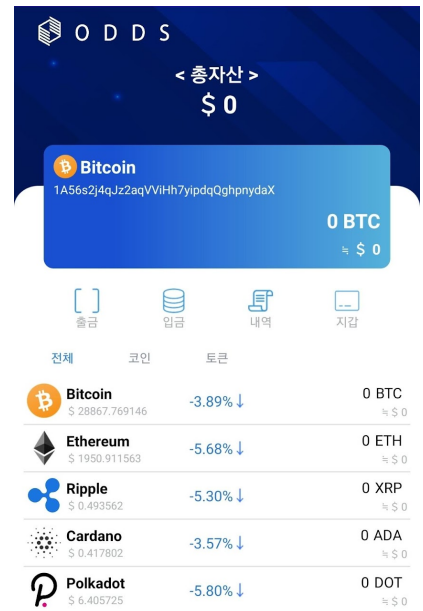 ODDS
< 총자산 >
$ 0
Bitcoin
1A56s2j4qJz2aqVViHh7yipdqQghpnydaX
0 BTC
≒ $ 0
출금 입금 내역 지갑
전체 코인 토큰
Bitcoin -3.89%↓ 0 BTC
$ 28867.769146 ≒ $ 0
Ethereum -5.68%↓ 0 ETH
$ 1950.911563 ≒ $ 0
Ripple -5.30%↓ 0 XRP
$ 0.493562 ≒ $ 0
Cardano -3.57%↓ 0 ADA
$ 0.417802 ≒ $ 0
Polkadot -5.80%↓ 0 DOT
$ 6.405725 ≒ $ 0